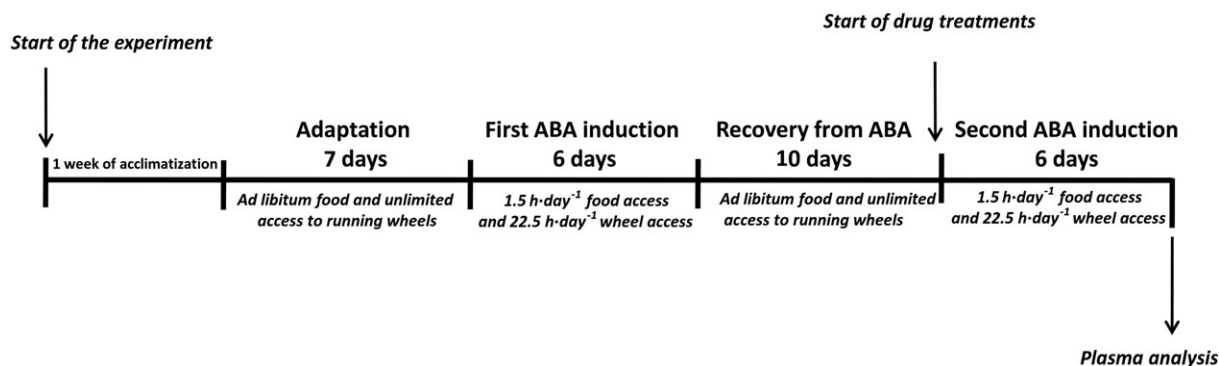 Start of the experiment
Start of drug treatments
1 week of acclimatization
Adaptation
7 days
Ad libitum food and unlimited
access to running wheels
First ABA induction
6 days
1.5 h·day⁻¹ food access
and 22.5 h·day⁻¹ wheel access
Recovery from ABA
10 days
Ad libitum food and unlimited
access to running wheels
Second ABA induction
6 days
1.5 h·day⁻¹ food access
and 22.5 h·day⁻¹ wheel access
Plasma analysis